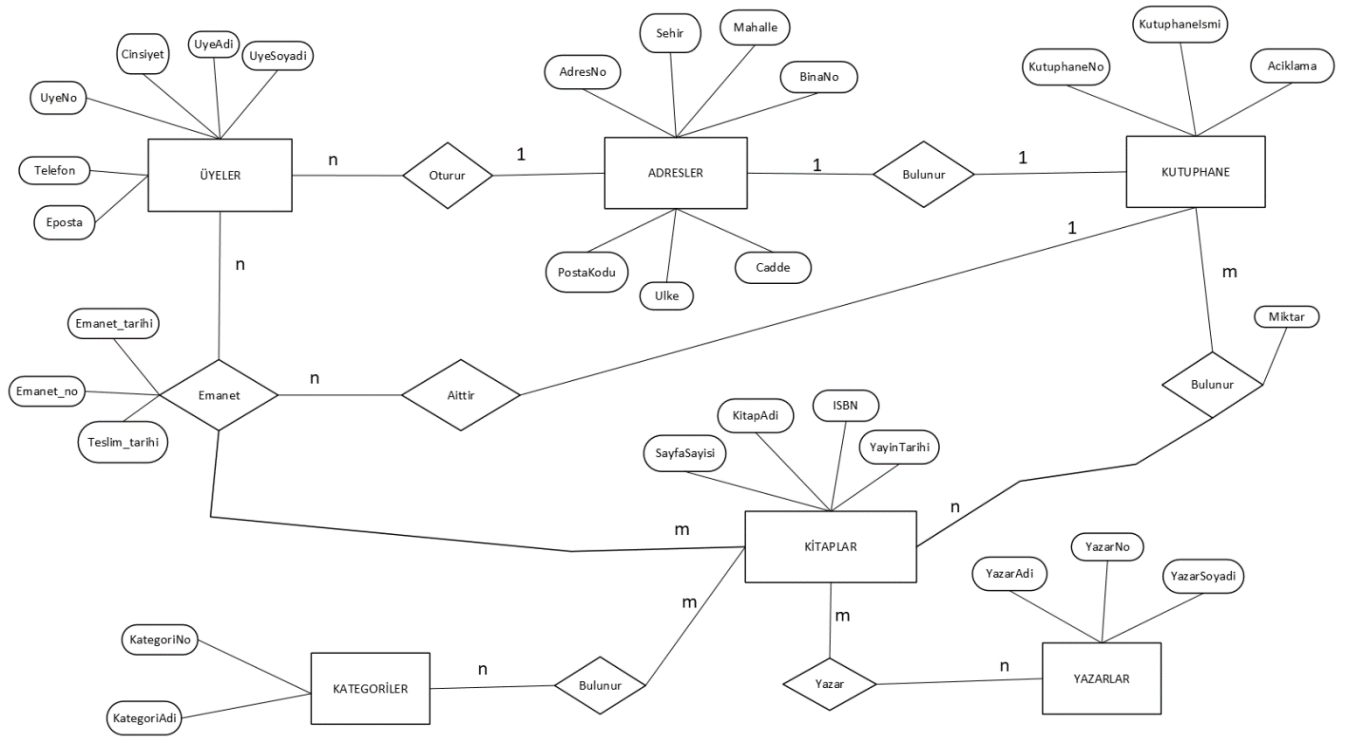 Cinsiyet
UyeAdi
UyeSoyadi
UyeNo
Telefon
Eposta
ÜYELER
n
Oturur
1
AdresNo
Sehir
Mahalle
BinaNo
ADRESLER
PostaKodu
Ulke
Cadde
1
Bulunur
1
KutuphaneNo
KutuphaneIsmi
Aciklama
KUTUPHANE
n
1
m
Miktar
Emanet_tarihi
Emanet_no
Teslim_tarihi
Emanet
n
Aittir
Bulunur
SayfaSayisi
KitapAdi
ISBN
YayinTarihi
m
KİTAPLAR
n
m
m
YazarAdi
YazarNo
YazarSoyadi
KategoriNo
KategoriAdi
KATEGORİLER
n
Bulunur
Yazar
n
YAZARLAR